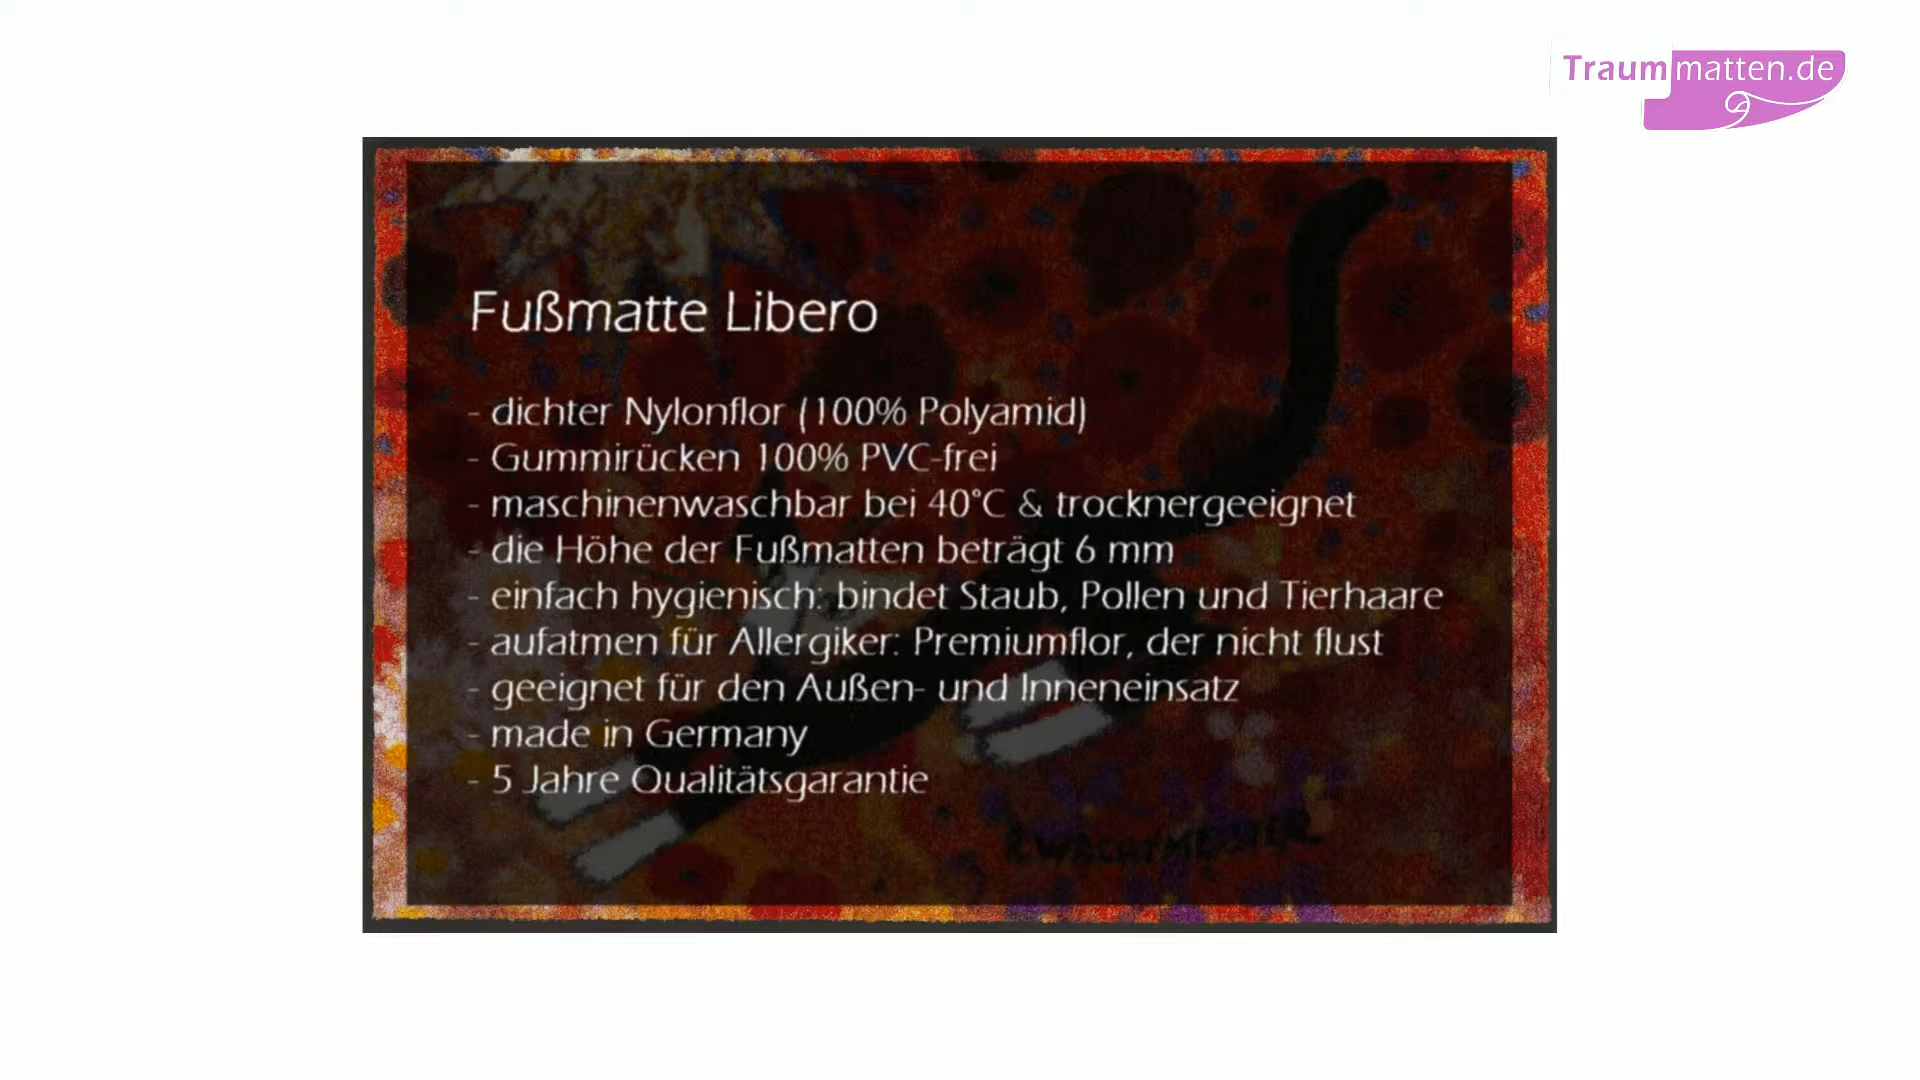 Traummatten.de
Fußmatte Libero
- dichter Nylonflor (100% Polyamid)
- Gummirücken 100% PVC-frei
- maschinenwaschbar bei 40°C & trocknergeeignet
- die Höhe der Fußmatten beträgt 6 mm
- einfach hygienisch: bindet Staub, Pollen und Tierhaare
- aufatmen für Allergiker: Premiumflor, der nicht flust
- geeignet für den Außen- und Inneneinsatz
- made in Germany
- 5 Jahre Qualitätsgarantie
R.WACHTMEISTER